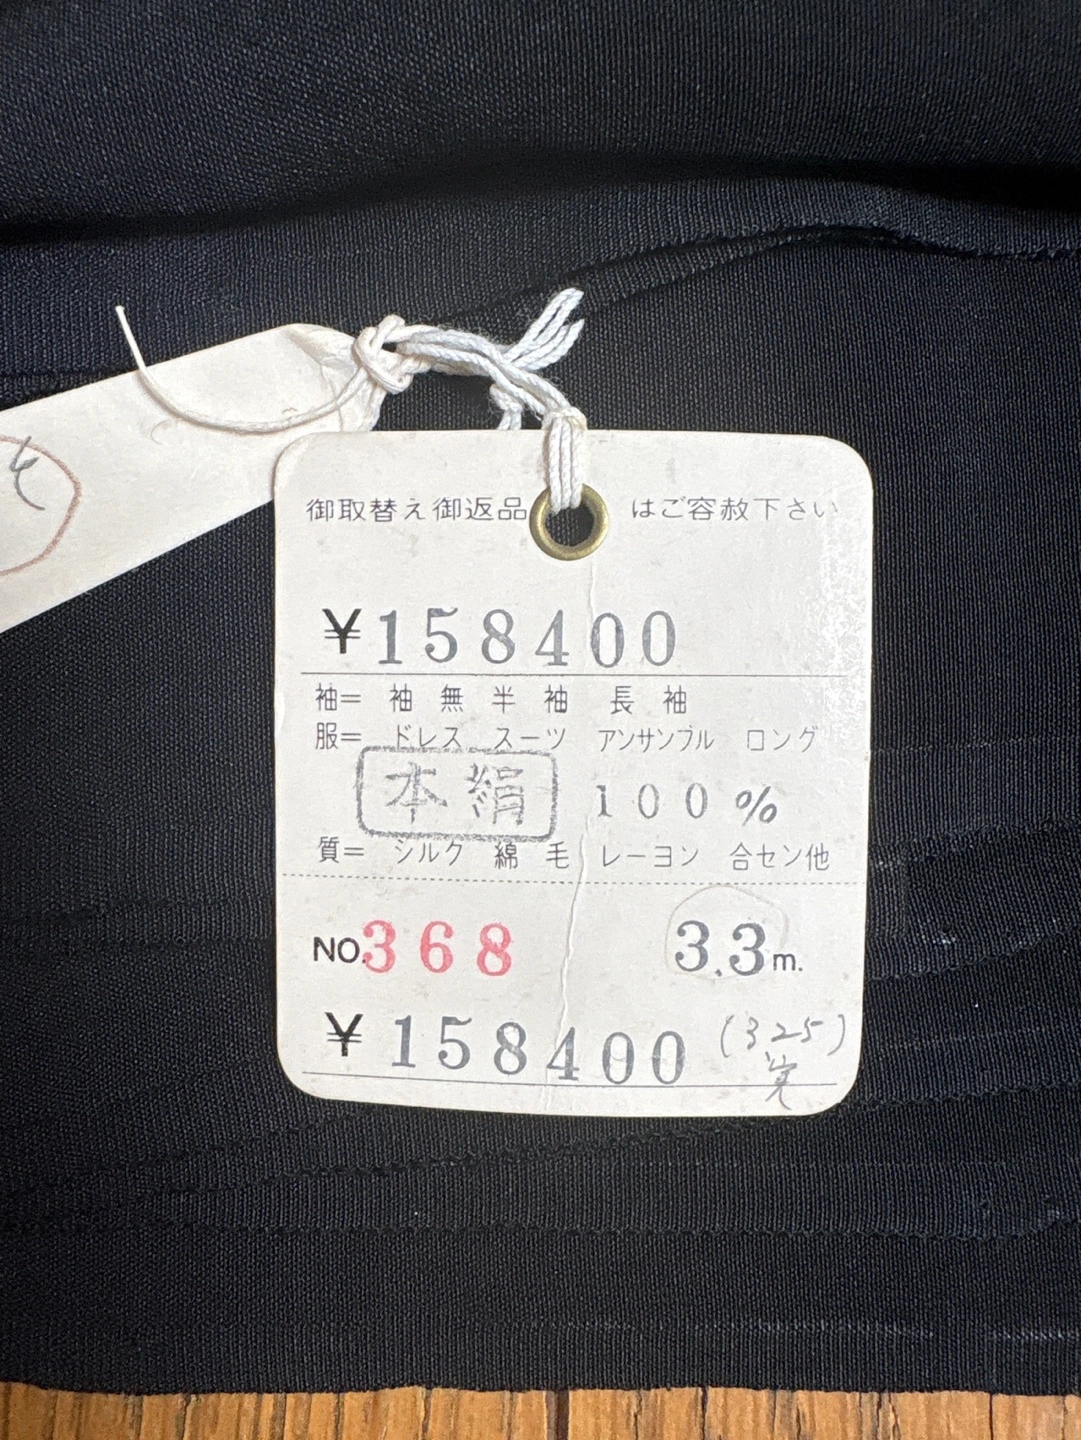 御取替え御返品 はご容赦下さい
¥158400
袖= 袖 無 半 袖 長 袖
服= ドレス スーツ アンサンブル ロング
本絹 100%
質= シルク 綿 毛 レーヨン 合セン他
NO.368 3.3m.
¥158400 (325)